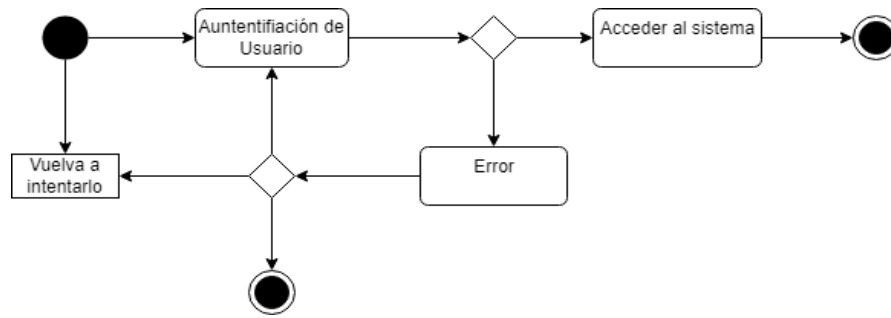 Auntentifiación de
Usuario
Acceder al sistema
Vuelva a
intentarlo
Error